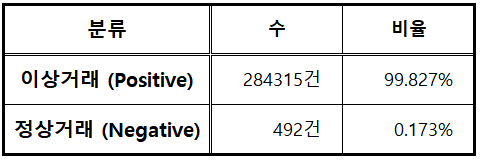 분류 수 비율
이상거래 (Positive) 284315건 99.827%
정상거래 (Negative) 492건 0.173%